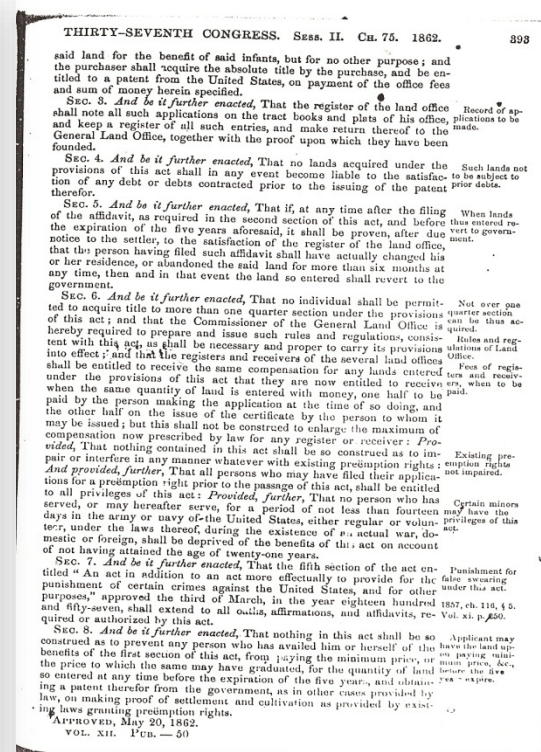 THIRTY-SEVENTH CONGRESS. Sess. II. Ch. 75. 1862. 393
said land for the benefit of said infants, but for no other purpose; and
the purchaser shall acquire the absolute title by the purchase, and be en-
titled to a patent from the United States, on payment of the office fees
and sum of money herein specified.
Sec. 3. And be it further enacted, That the register of the land office
shall note all such applications on the tract books and plats of his office,
and keep a register of all such entries, and make return thereof to the
General Land Office, together with the proof upon which they have been
founded.
Record of ap-
plications to be
made.
Sec. 4. And be it further enacted, That no lands acquired under the
provisions of this act shall in any event become liable to the satisfac-
tion of any debt or debts contracted prior to the issuing of the patent
therefor.
Such lands not
to be subject to
prior debts.
Sec. 5. And be it further enacted, That if, at any time after the filing
of the affidavit, as required in the second section of this act, and before
the expiration of the five years aforesaid, it shall be proven, after due
notice to the settler, to the satisfaction of the register of the land office,
that the person having filed such affidavit shall have actually changed his
or her residence, or abandoned the said land for more than six months at
any time, then and in that event the land so entered shall revert to the
government.
When lands
thus entered re-
vert to govern-
ment.
Sec. 6. And be it further enacted, That no individual shall be permit-
ted to acquire title to more than one quarter section under the provisions
of this act; and that the Commissioner of the General Land Office is
hereby required to prepare and issue such rules and regulations, consis-
tent with this act, as shall be necessary and proper to carry its provisions
into effect; and that the registers and receivers of the several land offices
shall be entitled to receive the same compensation for any lands entered
under the provisions of this act that they are now entitled to receive
when the same quantity of land is entered with money, one half to be
paid by the person making the application at the time of so doing, and
the other half on the issue of the certificate by the person to whom it
may be issued; but this shall not be construed to enlarge the maximum of
compensation now prescribed by law for any register or receiver: Pro-
vided, That nothing contained in this act shall be so construed as to im-
pair or interfere in any manner whatever with existing preëmption rights:
And provided, further, That all persons who may have filed their applica-
tions for a preëmption right prior to the passage of this act, shall be entitled
to all privileges of this act: Provided, further, That no person who has
served, or may hereafter serve, for a period of not less than fourteen
days in the army or navy of the United States, either regular or volun-
teer, under the laws thereof, during the existence of an actual war, do-
mestic or foreign, shall be deprived of the benefits of this act on account
of not having attained the age of twenty-one years.
Not over one
quarter section
can be thus ac-
quired.
Rules and reg-
ulations of Land
Office.
Fees of regis-
ters and receiv-
ers, when to be
paid.
Existing pre-
emption rights
not impaired.
Certain minors
may have the
privileges of this
act.
Sec. 7. And be it further enacted, That the fifth section of the act en-
titled "An act in addition to an act more effectually to provide for the
punishment of certain crimes against the United States, and for other
purposes," approved the third of March, in the year eighteen hundred
and fifty-seven, shall extend to all oaths, affirmations, and affidavits, re-
quired or authorized by this act.
Punishment for
false swearing
under this act.
1857, ch. 116, § 5.
Vol. xi. p. 250.
Sec. 8. And be it further enacted, That nothing in this act shall be so
construed as to prevent any person who has availed him or herself of the
benefits of the first section of this act, from paying the minimum price, or
the price to which the same may have graduated, for the quantity of land
so entered at any time before the expiration of the five years, and obtain-
ing a patent therefor from the government, as in other cases provided by
law, on making proof of settlement and cultivation as provided by exist-
ing laws granting preëmption rights.
Applicant may
have the land up-
on paying mini-
mum price, &c.,
before the five
years expire.
Approved, May 20, 1862.
VOL. XII. Pub. — 50